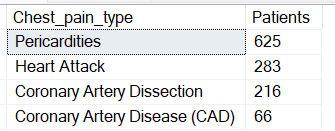 Chest_pain_type Patients
Pericardities 625
Heart Attack 283
Coronary Artery Dissection 216
Coronary Artery Disease (CAD) 66